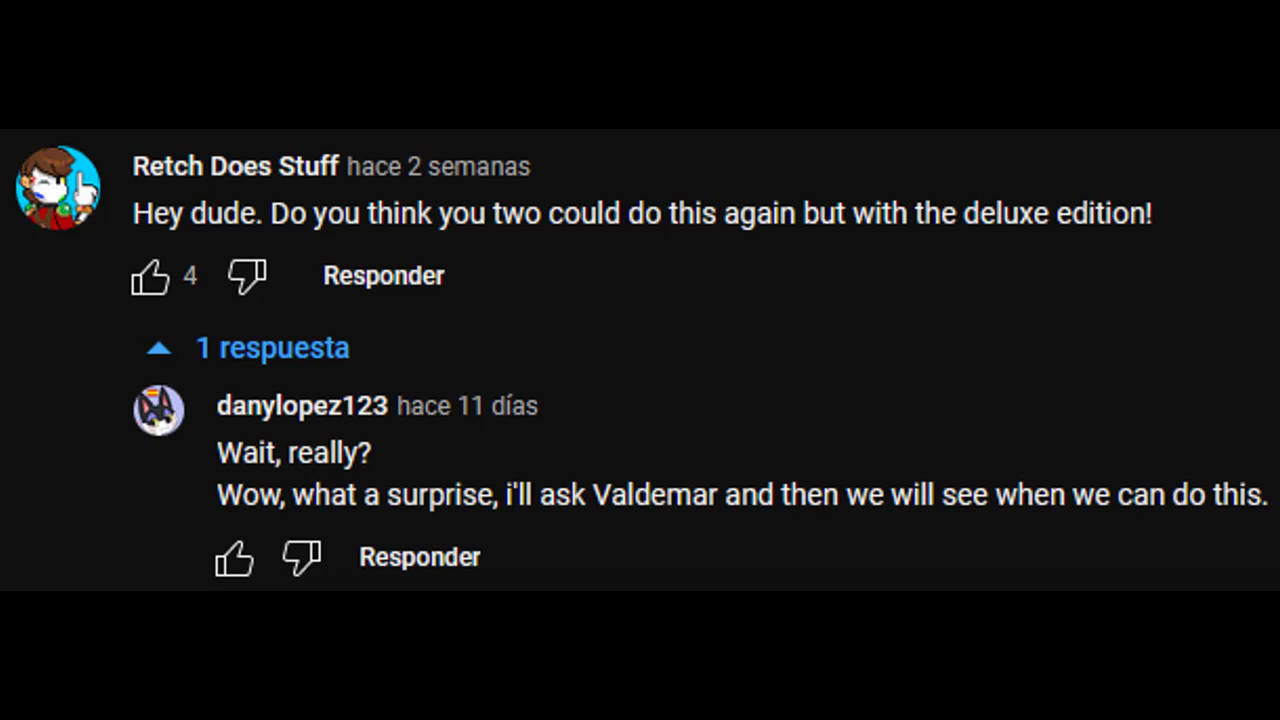 Retch Does Stuff hace 2 semanas
Hey dude. Do you think you two could do this again but with the deluxe edition!
4 Responder
1 respuesta
danylopez123 hace 11 días
Wait, really?
Wow, what a surprise, i'll ask Valdemar and then we will see when we can do this.
Responder